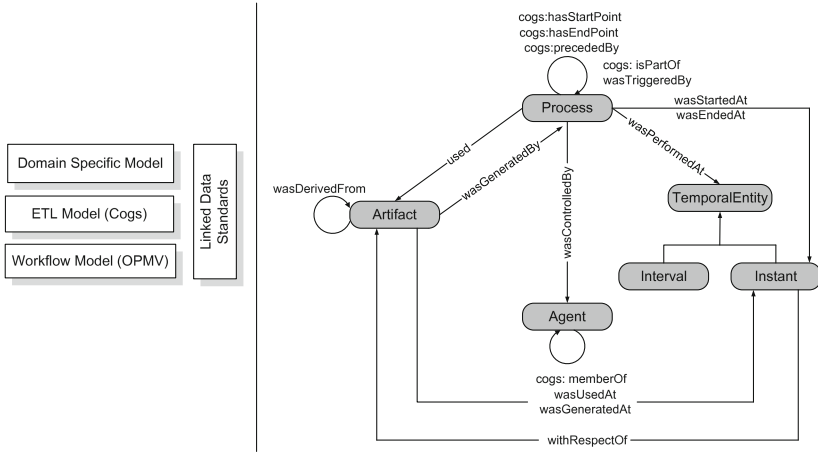 Domain Specific Model
ETL Model (Cogs)
Workflow Model (OPMV)
Linked Data
Standards
cogs:hasStartPoint
cogs:hasEndPoint
cogs:precededBy
cogs: isPartOf
wasTriggeredBy
Process
wasStartedAt
wasEndedAt
used
wasGeneratedBy
wasControlledBy
wasPerformedAt
wasDerivedFrom
Artifact
TemporalEntity
Interval
Instant
Agent
cogs: memberOf
wasUsedAt
wasGeneratedAt
withRespectOf